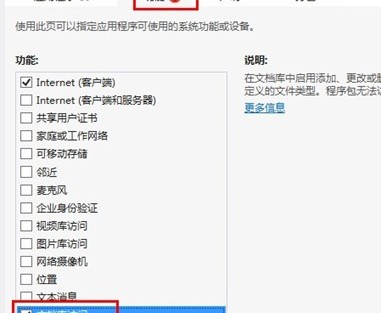 使用此页可以指定应用程序可使用的系统功能或设备。
功能:
说明:
Internet (客户端)
Internet (客户端和服务器)
共享用户证书
家庭或工作网络
可移动存储
邻近
麦克风
企业身份验证
视频库访问
图片库访问
网络摄像机
位置
文本消息
在文档库中启用添加、更改或
定义的文件类型。程序包无法
更多信息